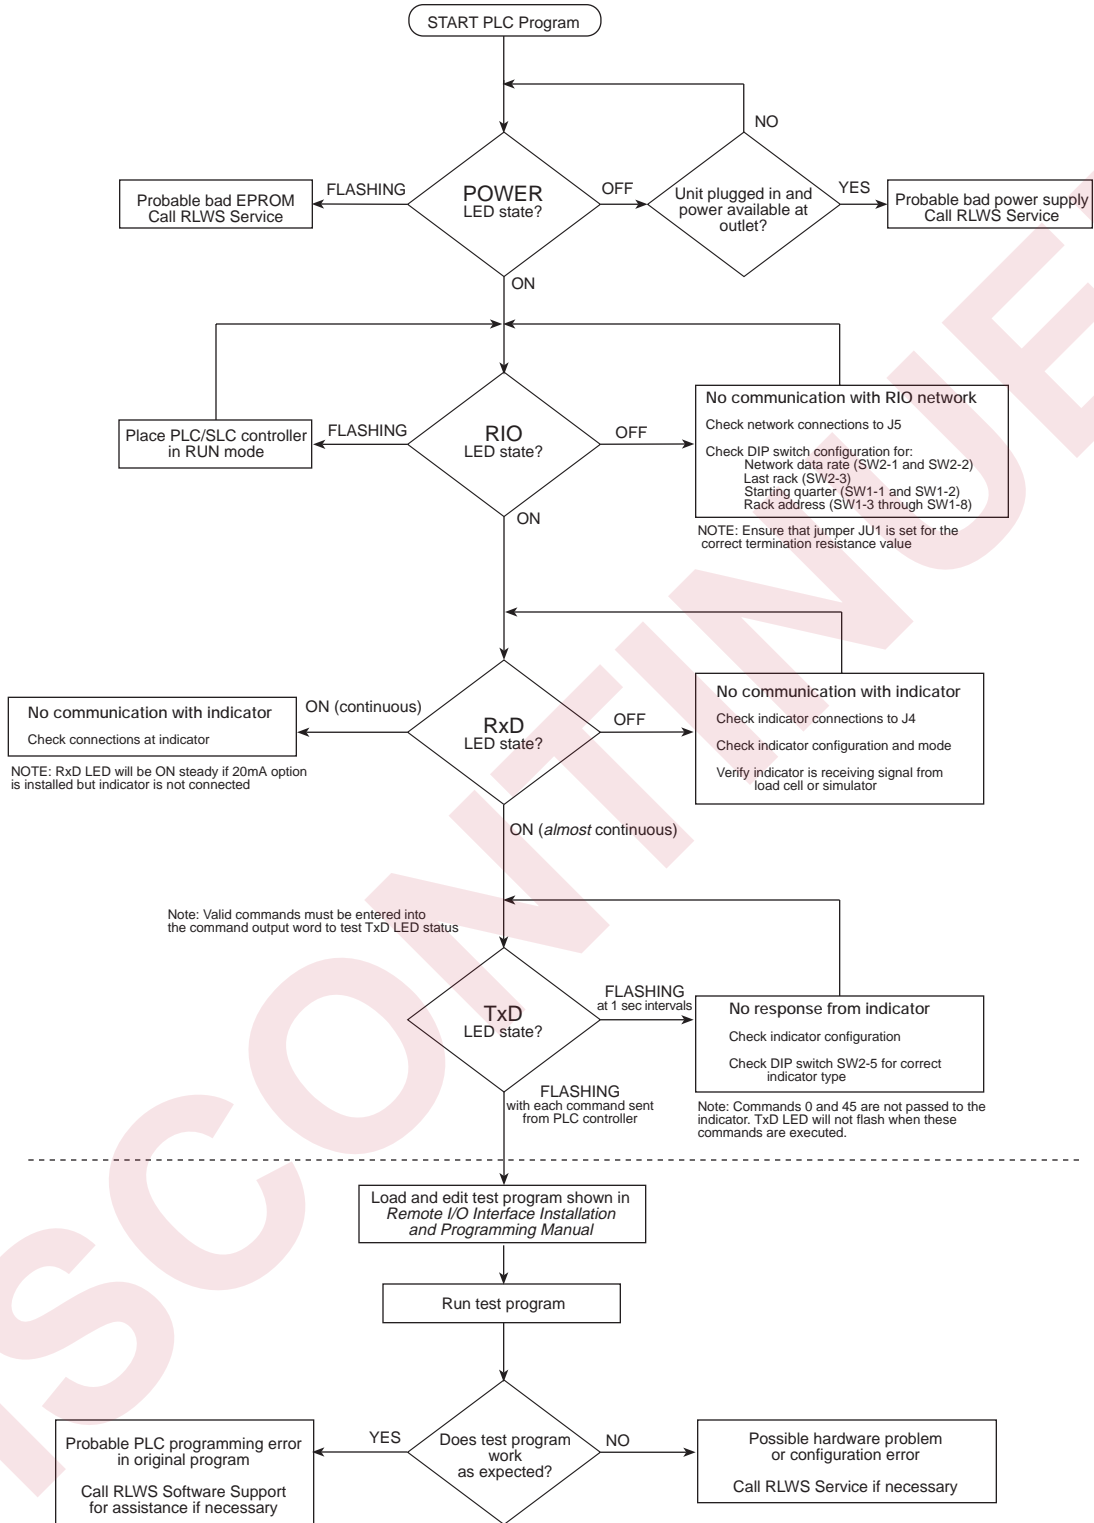 START PLC Program
NO
FLASHING
POWER
LED state?
OFF
Unit plugged in and
power available at
outlet?
YES
Probable bad EPROM
Call RLWS Service
Probable bad power supply
Call RLWS Service
ON
Place PLC/SLC controller
in RUN mode
FLASHING
RIO
LED state?
OFF
No communication with RIO network
Check network connections to J5
Check DIP switch configuration for:
Network data rate (SW2-1 and SW2-2)
Last rack (SW2-3)
Starting quarter (SW1-1 and SW1-2)
Rack address (SW1-3 through SW1-8)
NOTE: Ensure that jumper JU1 is set for the
correct termination resistance value
ON
No communication with indicator
Check connections at indicator
NOTE: RxD LED will be ON steady if 20mA option
is installed but indicator is not connected
ON (continuous)
RxD
LED state?
OFF
No communication with indicator
Check indicator connections to J4
Check indicator configuration and mode
Verify indicator is receiving signal from
load cell or simulator
ON (almost continuous)
Note: Valid commands must be entered into
the command output word to test TxD LED status
TxD
LED state?
FLASHING
at 1 sec intervals
No response from indicator
Check indicator configuration
Check DIP switch SW2-5 for correct
indicator type
Note: Commands 0 and 45 are not passed to the
indicator. TxD LED will not flash when these
commands are executed.
FLASHING
with each command sent
from PLC controller
Load and edit test program shown in
Remote I/O Interface Installation
and Programming Manual
Run test program
Does test program
work
as expected?
YES
NO
Probable PLC programming error
in original program
Call RLWS Software Support
for assistance if necessary
Possible hardware problem
or configuration error
Call RLWS Service if necessary
ISCONTINUE